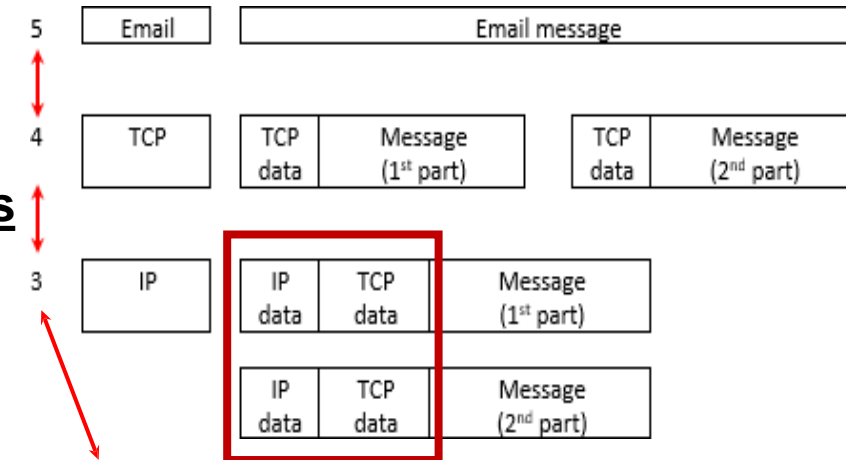 5 Email Email message
4 TCP TCP Message TCP Message
data (1st part) data (2nd part)
s
3 IP IP TCP Message
data data (1st part)
IP TCP Message
data data (2nd part)